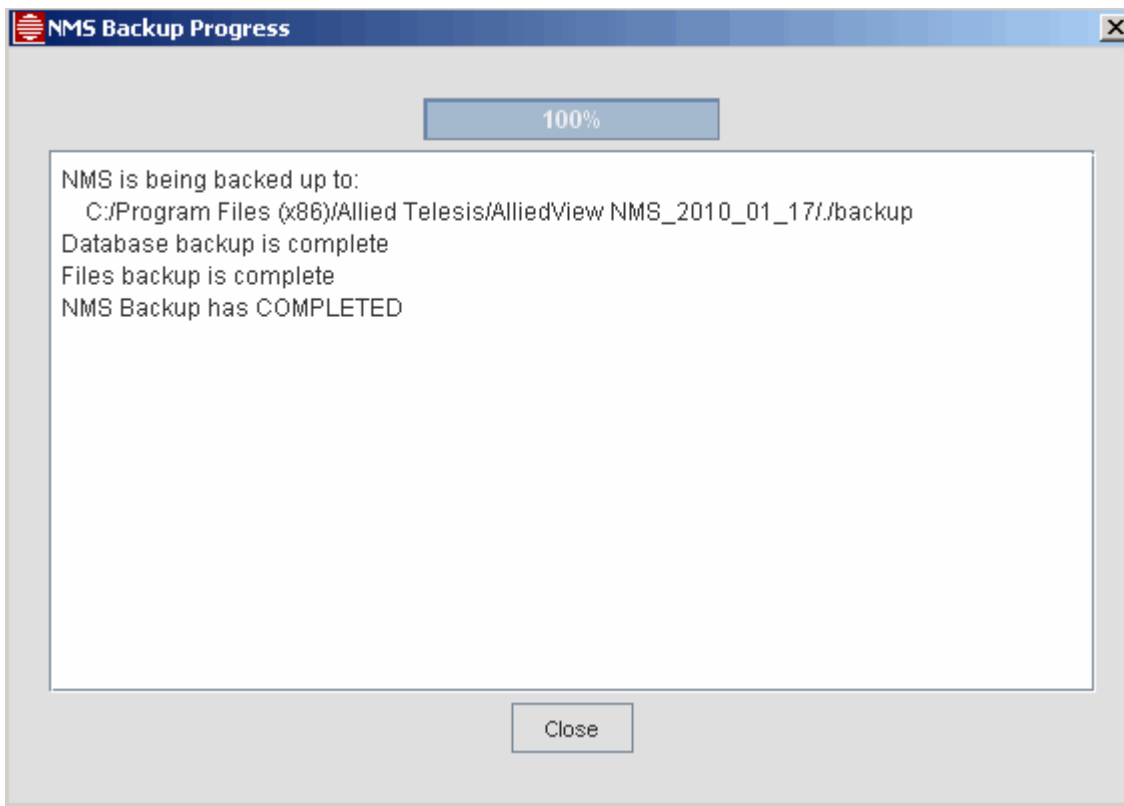 NMS Backup Progress
100%
NMS is being backed up to:
C:/Program Files (x86)/Allied Telesis/AlliedView NMS_2010_01_17/./backup
Database backup is complete
Files backup is complete
NMS Backup has COMPLETED
Close